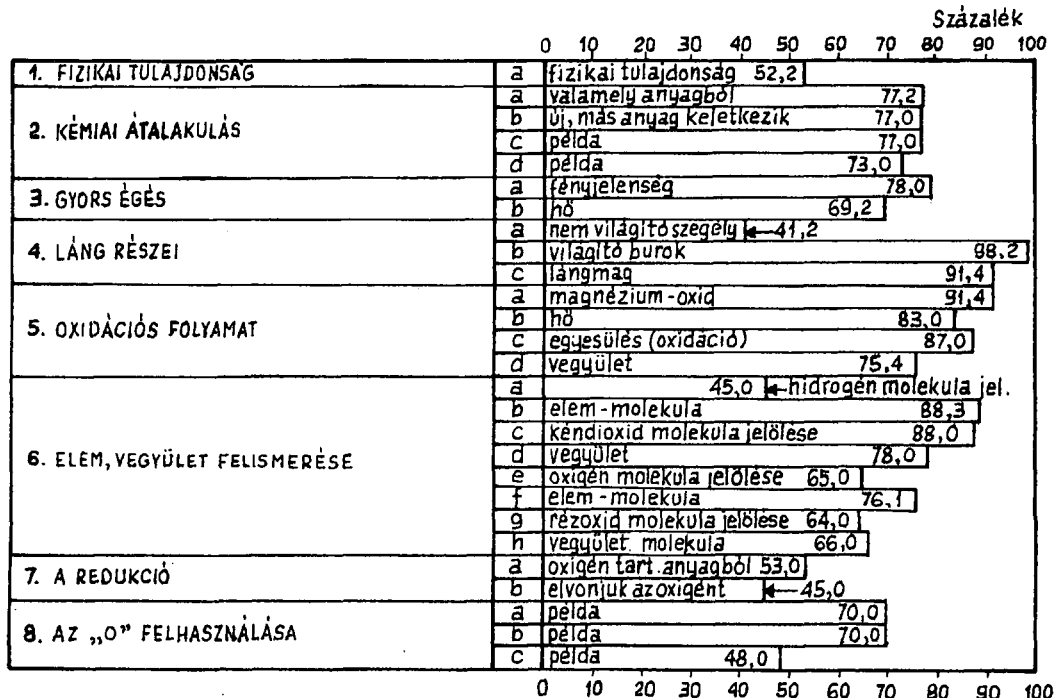 Százalék
0 10 20 30 40 50 60 70 80 90 100
1. FIZIKAI TULAJDONSÁG
a fizikai tulajdonság 52,2
2. KÉMIAI ÁTALAKULÁS
a valamely anyagból 77,2
b új, más anyag keletkezik 77,0
c példa 77,0
d példa 73,0
3. GYORS ÉGÉS
a fényjelenség 78,0
b hő 69,2
4. LÁNG RÉSZEI
a nem világító szegély 41,2
b világító burok 98,2
c lángmag 91,4
5. OXIDÁCIÓS FOLYAMAT
a magnézium-oxid 91,4
b hő 83,0
c egyesülés (oxidáció) 87,0
d vegyület 75,4
6. ELEM, VEGYÜLET FELISMERÉSE
a 45,0 hidrogén molekula jel.
b elem-molekula 88,3
c kéndioxid molekula jelölése 88,0
d vegyület 78,0
e oxigén molekula jelölése 65,0
f elem-molekula 76,1
g rézoxid molekula jelölése 64,0
h vegyület. molekula 66,0
7. A REDUKCIÓ
a oxigén tart. anyagból 53,0
b elvonjuk az oxigént 45,0
8. AZ „O" FELHASZNÁLÁSA
a példa 70,0
b példa 70,0
c példa 48,0
0 10 20 30 40 50 60 70 80 90 100